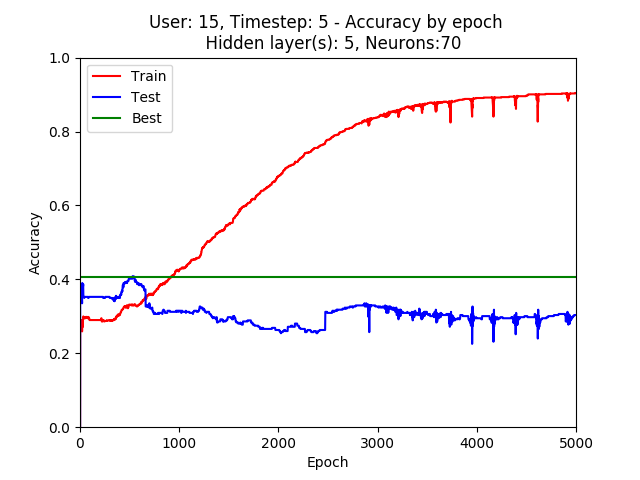 User: 15, Timestep: 5 - Accuracy by epoch
Hidden layer(s): 5, Neurons:70
1.0
0.8
0.6
0.4
0.2
0.0
Accuracy
Train
Test
Best
0 1000 2000 3000 4000 5000
Epoch